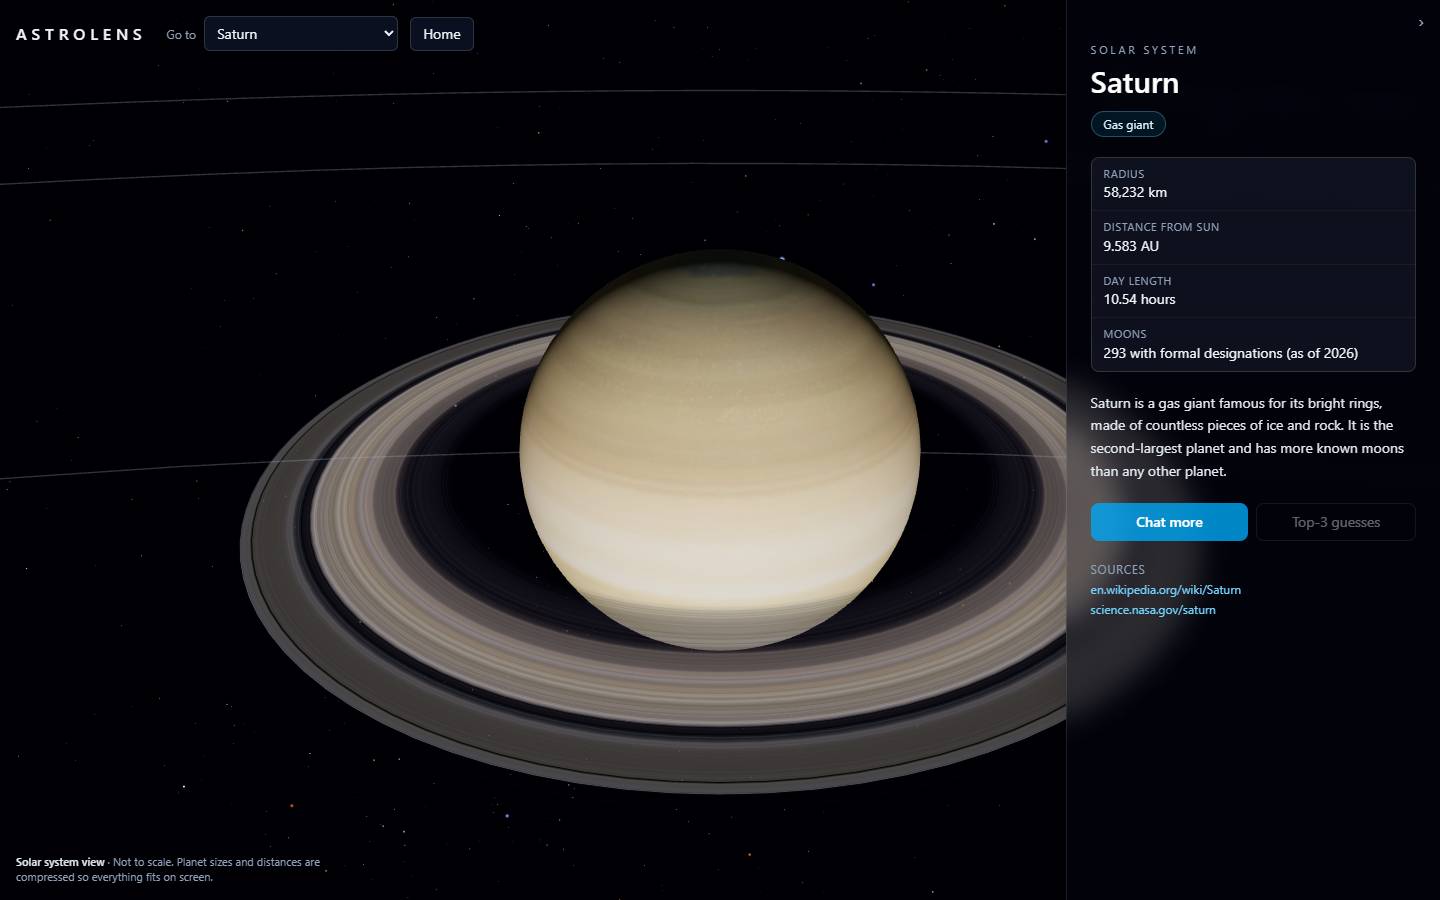 ASTROLENS Go to Saturn Home
›
SOLAR SYSTEM
Saturn
Gas giant
RADIUS
58,232 km
DISTANCE FROM SUN
9.583 AU
DAY LENGTH
10.54 hours
MOONS
293 with formal designations (as of 2026)
Saturn is a gas giant famous for its bright rings,
made of countless pieces of ice and rock. It is the
second-largest planet and has more known moons
than any other planet.
Chat more Top-3 guesses
SOURCES
en.wikipedia.org/wiki/Saturn
science.nasa.gov/saturn
Solar system view · Not to scale. Planet sizes and distances are
compressed so everything fits on screen.